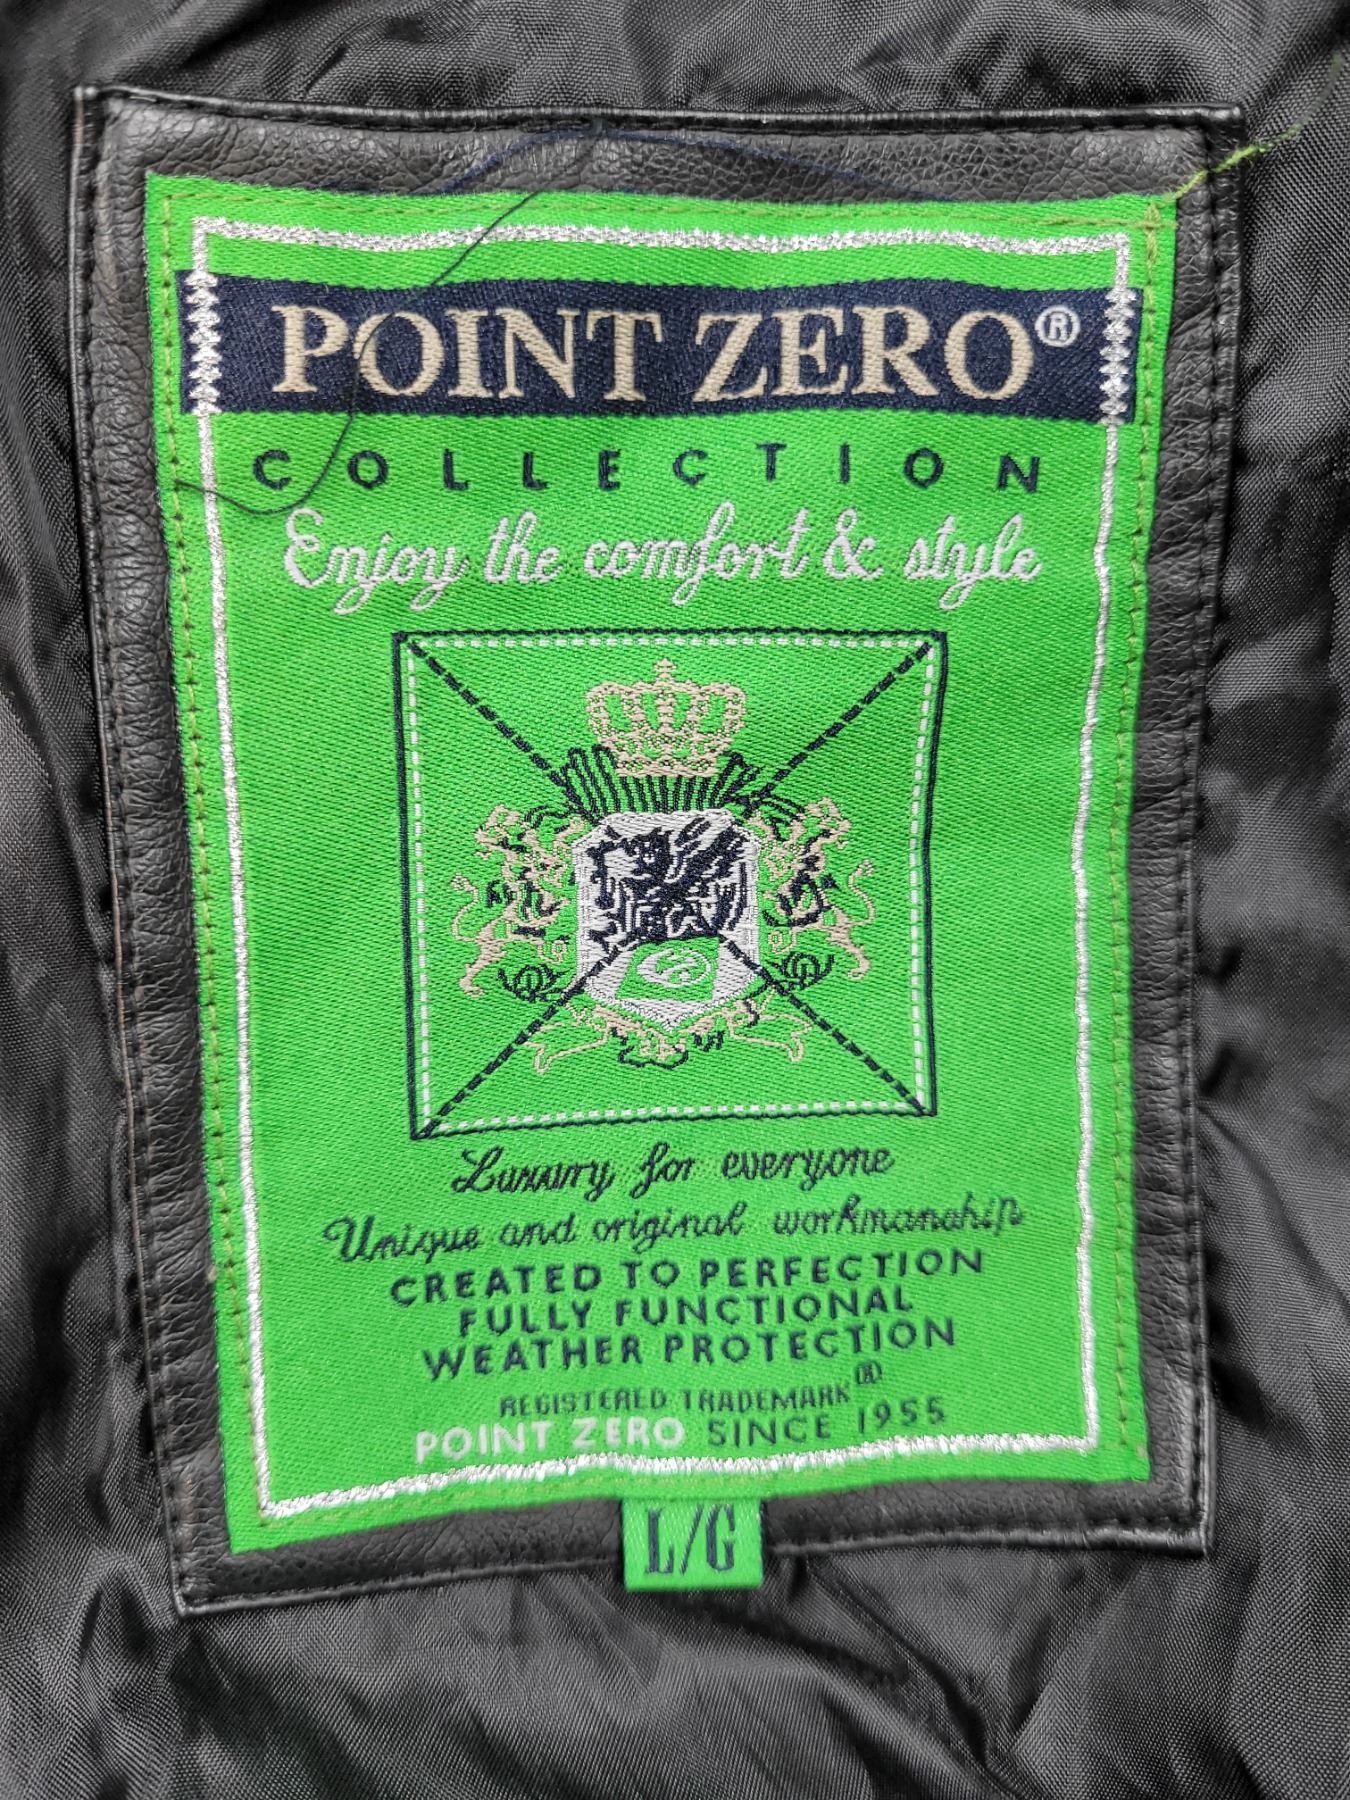 POINT ZERO®
COLLECTION
Enjoy the comfort & style
Luxury for everyone
Unique and original workmanship
CREATED TO PERFECTION
FULLY FUNCTIONAL
WEATHER PROTECTION
REGISTERED TRADEMARK®
POINT ZERO SINCE 1955
L/G